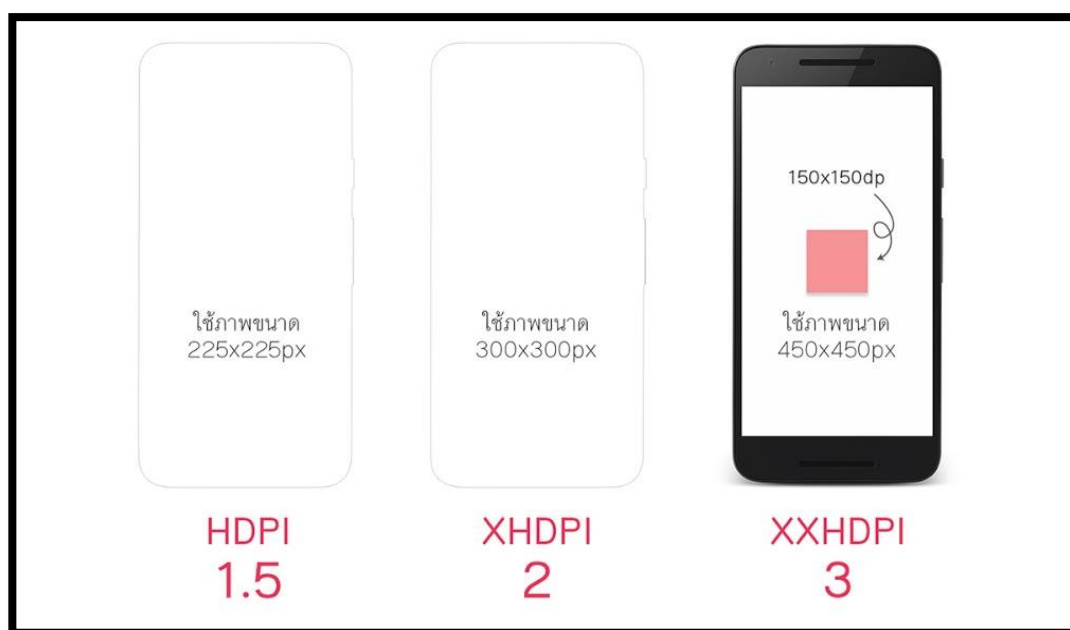 ใช้ภาพขนาด
225x225px
HDPI
1.5
ใช้ภาพขนาด
300x300px
XHDPI
2
150x150dp
ใช้ภาพขนาด
450x450px
XXHDPI
3